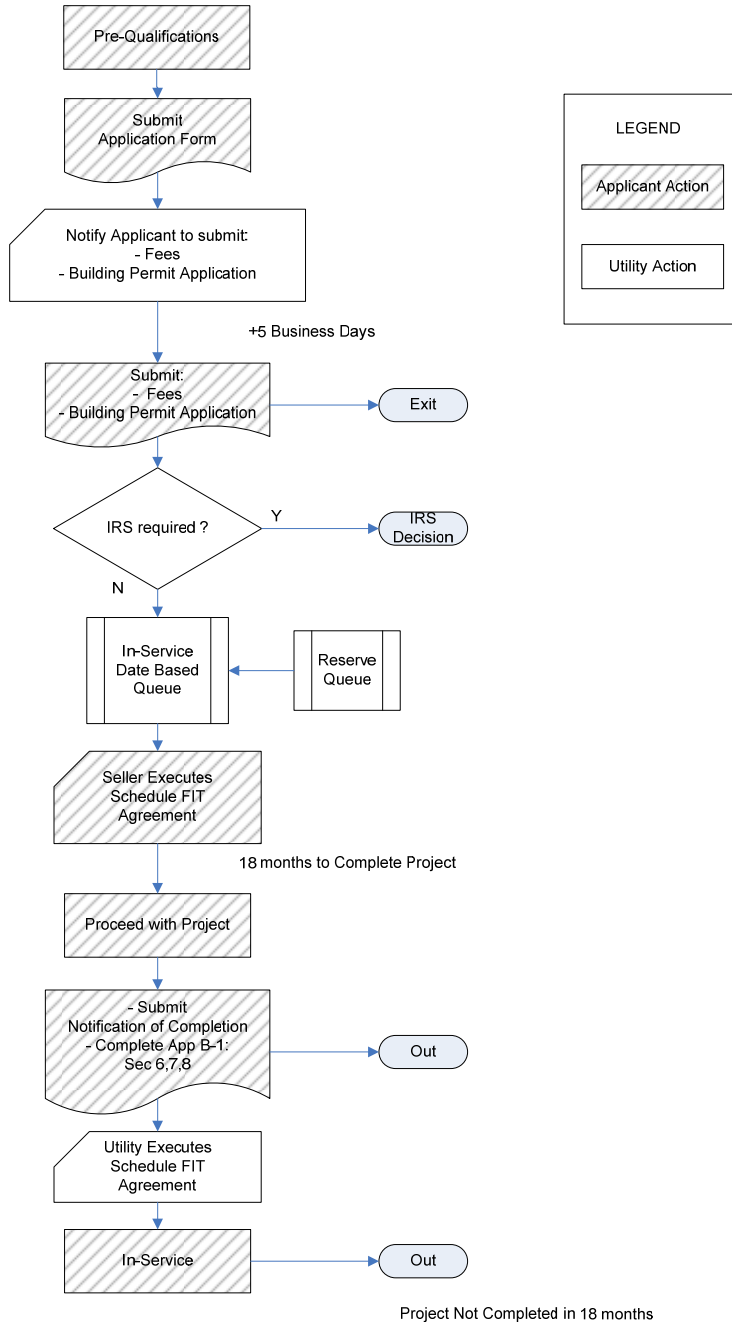 Pre-Qualifications
Submit
Application Form
Notify Applicant to submit:
- Fees
- Building Permit Application
+5 Business Days
Submit:
- Fees
- Building Permit Application
Exit
IRS required ?
Y
IRS
Decision
N
In-Service
Date Based
Queue
Reserve
Queue
Seller Executes
Schedule FIT
Agreement
18 months to Complete Project
Proceed with Project
- Submit
Notification of Completion
- Complete App B-1:
Sec 6,7,8
Out
Utility Executes
Schedule FIT
Agreement
In-Service
Out
Project Not Completed in 18 months
LEGEND
Applicant Action
Utility Action